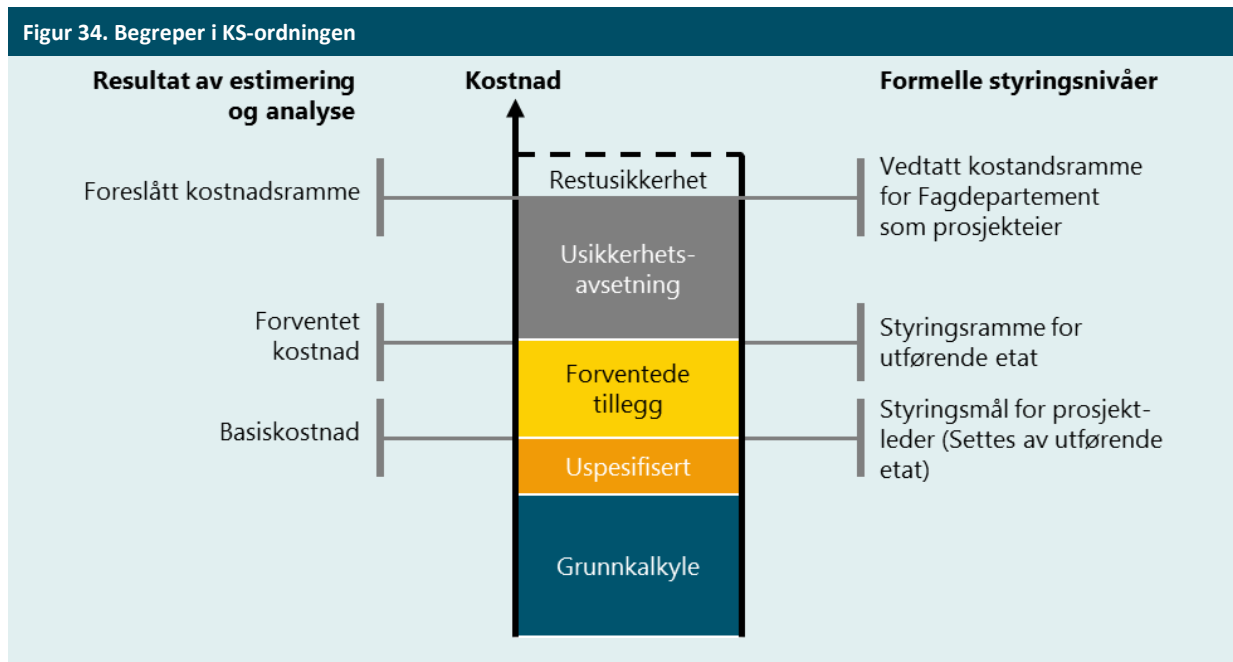 Figur 34. Begreper i KS-ordningen
Resultat av estimering
og analyse
Kostnad
Formelle styringsnivåer
Foreslått kostnadsramme
Restusikkerhet
Vedtatt kostandsramme
for Fagdepartement
som prosjekteier
Usikkerhets-
avsetning
Forventet
kostnad
Styringsramme for
utførende etat
Forventede
tillegg
Basiskostnad
Styringsmål for prosjekt-
leder (Settes av utførende
etat)
Uspesifisert
Grunnkalkyle